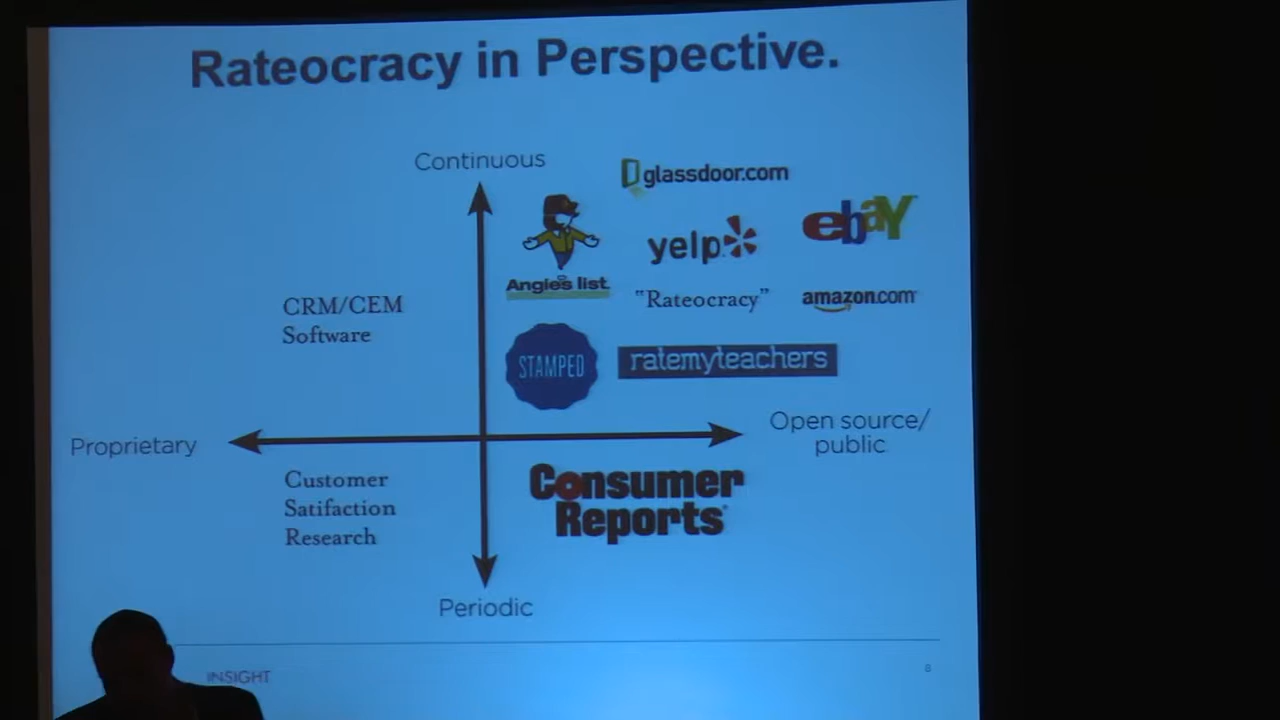 Rateocracy in Perspective.
Continuous
glassdoor.com
ebay
yelp
Angie's list.
"Rateocracy"
amazon.com
CRM/CEM
Software
STAMPED
ratemyteachers
Proprietary
Open source/
public
Customer
Satifaction
Research
Consumer
Reports
Periodic
INSIGHT
8